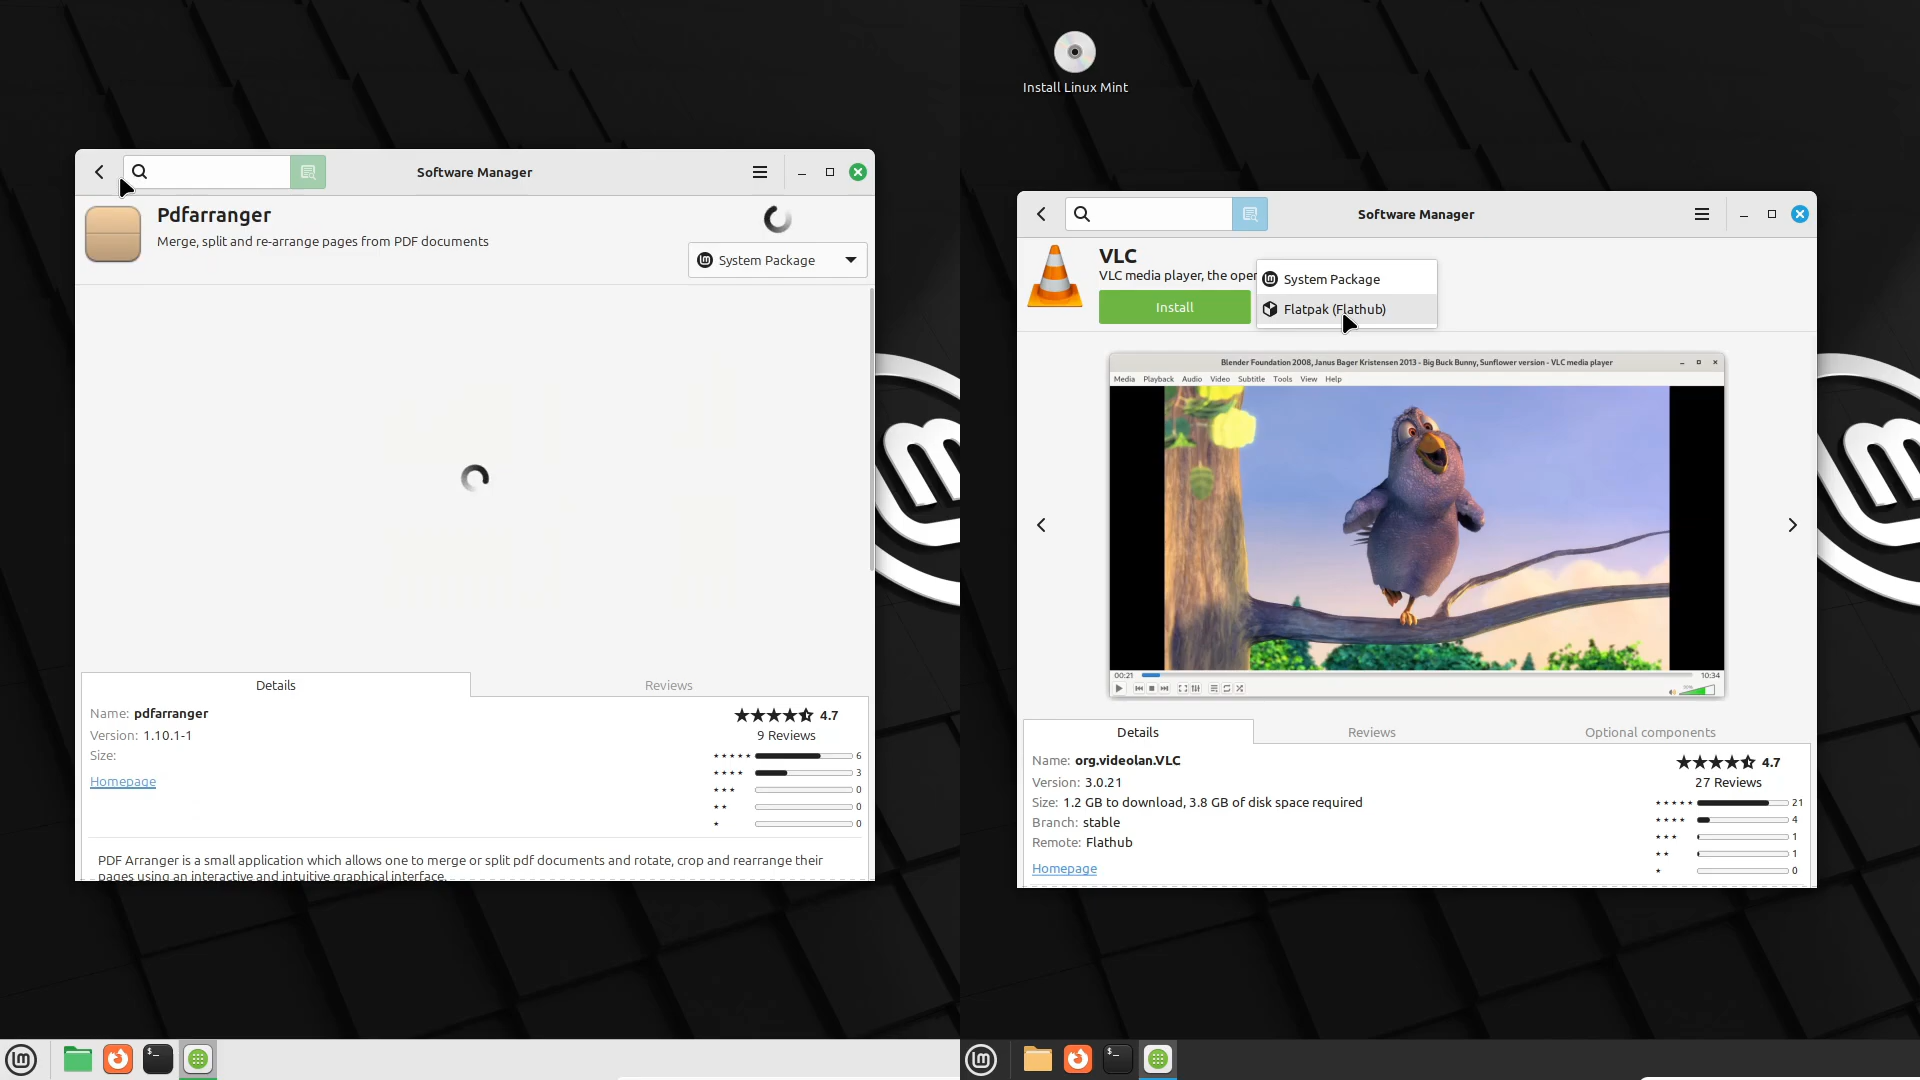 Install Linux Mint
Software Manager
Pdfarranger
Merge, split and re-arrange pages from PDF documents
System Package
Details
Reviews
Name: pdfarranger
Version: 1.10.1-1
Size:
Homepage
4.7
9 Reviews
6
3
0
0
0
PDF Arranger is a small application which allows one to merge or split pdf documents and rotate, crop and rearrange their
pages using an interactive and intuitive graphical interface.
Software Manager
VLC
VLC media player, the oper
Install
System Package
Flatpak (Flathub)
Blender Foundation 2008, Janus Bager Kristensen 2013 - Big Buck Bunny, Sunflower version - VLC media player
Media Playback Audio Video Subtitle Tools View Help
00:21
10:34
Details
Reviews
Optional components
Name: org.videolan.VLC
Version: 3.0.21
Size: 1.2 GB to download, 3.8 GB of disk space required
Branch: stable
Remote: Flathub
Homepage
4.7
27 Reviews
21
4
1
1
0